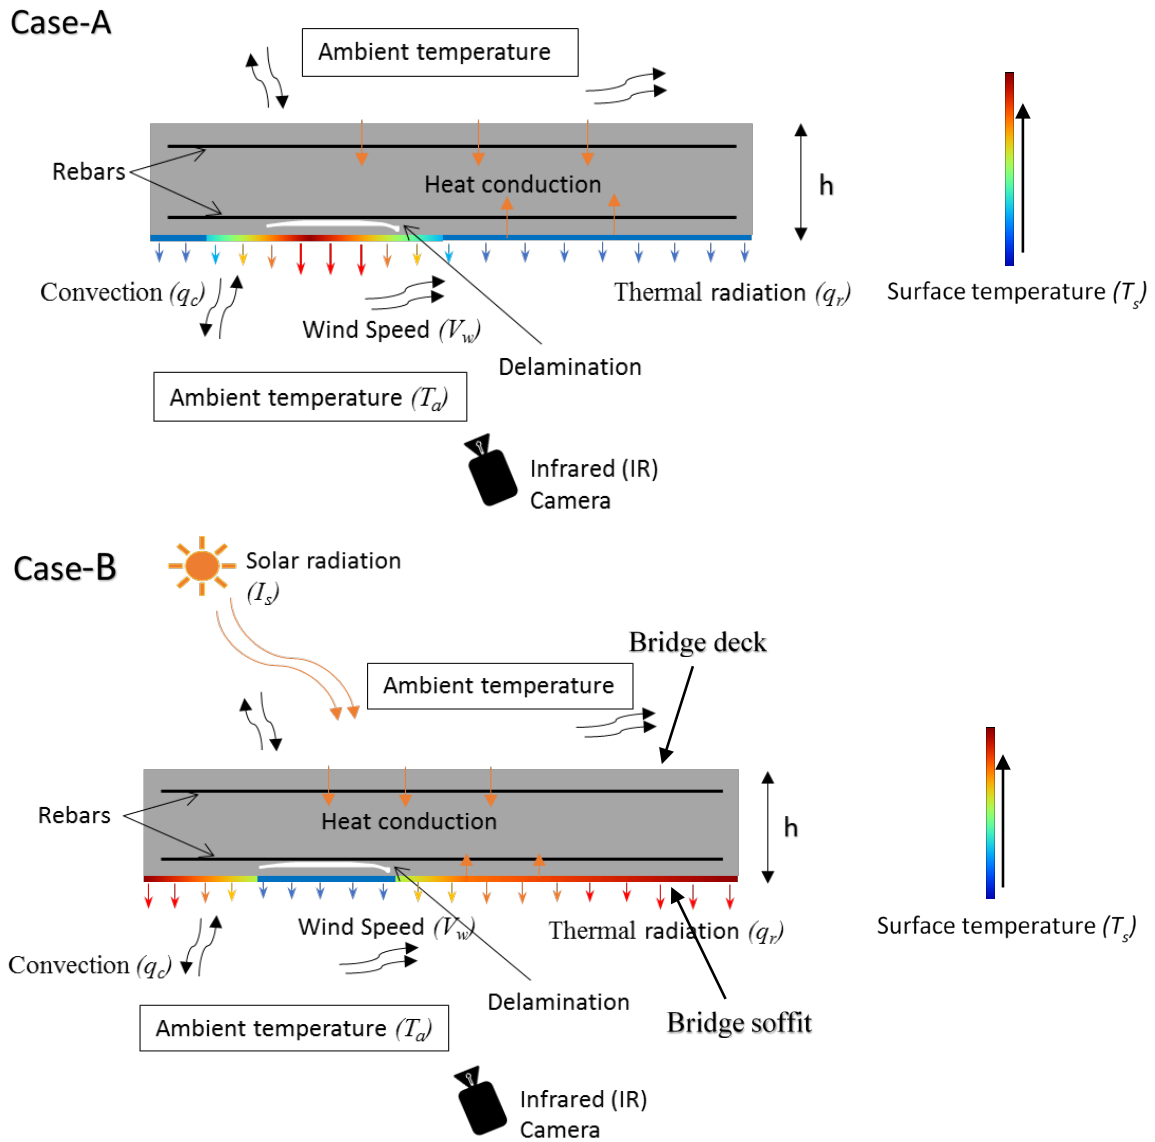 Case-A
Ambient temperature
Rebars
Heat conduction
h
Convection (qc)
Thermal radiation (qr)
Surface temperature (Ts)
Wind Speed (Vw)
Delamination
Ambient temperature (Ta)
Infrared (IR)
Camera
Case-B
Solar radiation
(Is)
Bridge deck
Ambient temperature
Rebars
Heat conduction
h
Wind Speed (Vw)
Thermal radiation (qr)
Surface temperature (Ts)
Convection (qc)
Delamination
Bridge soffit
Ambient temperature (Ta)
Infrared (IR)
Camera